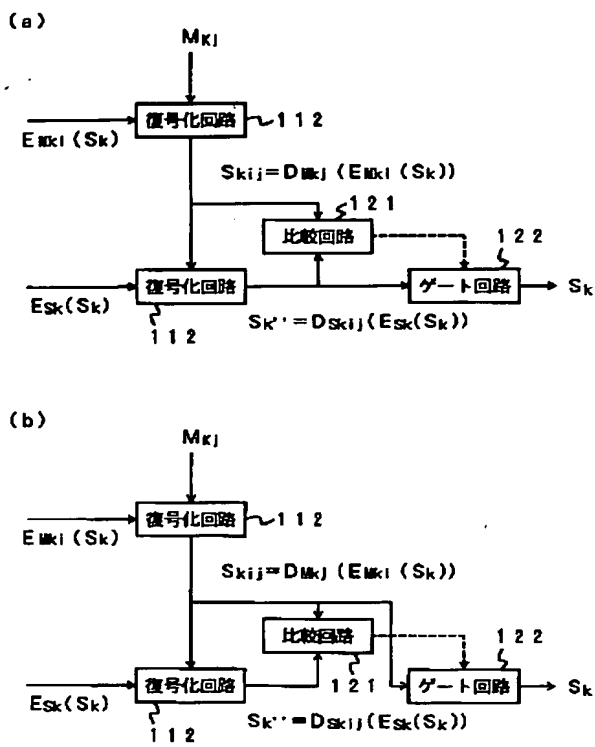 (a)
MKj
復号化回路
112
EMki(Sk)
Skij=DMkj(EMki(Sk))
121
比較回路
122
復号化回路
ゲート回路
Sk
ESk(Sk)
Sk''=DSkij(ESk(Sk))
112
(b)
MKj
復号化回路
112
EMki(Sk)
Skij=DMkj(EMki(Sk))
比較回路
122
復号化回路
121
ゲート回路
Sk
ESk(Sk)
Sk''=DSkij(ESk(Sk))
112